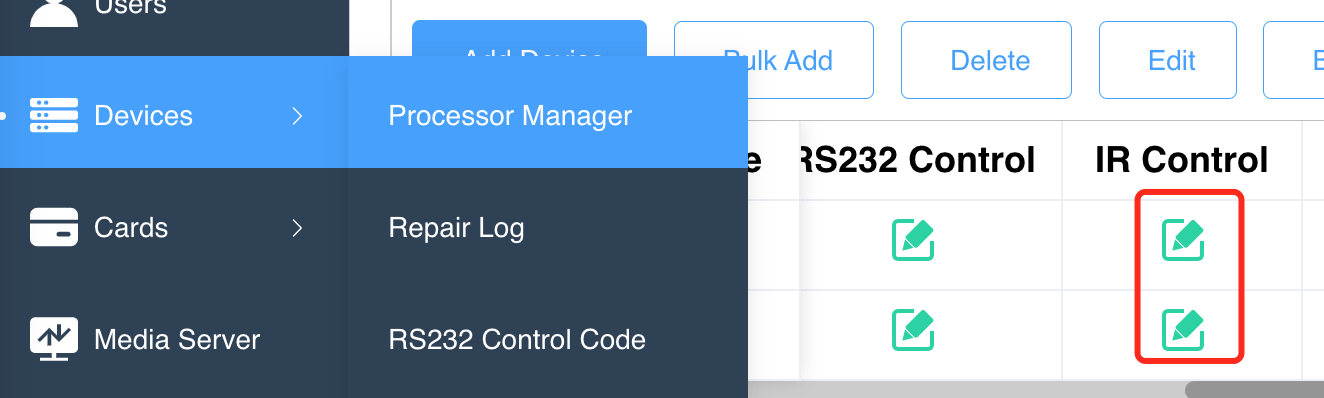 Users
Devices
Processor Manager
Cards
Repair Log
Media Server
RS232 Control Code
Add Device
Bulk Add
Delete
Edit
RS232 Control
IR Control